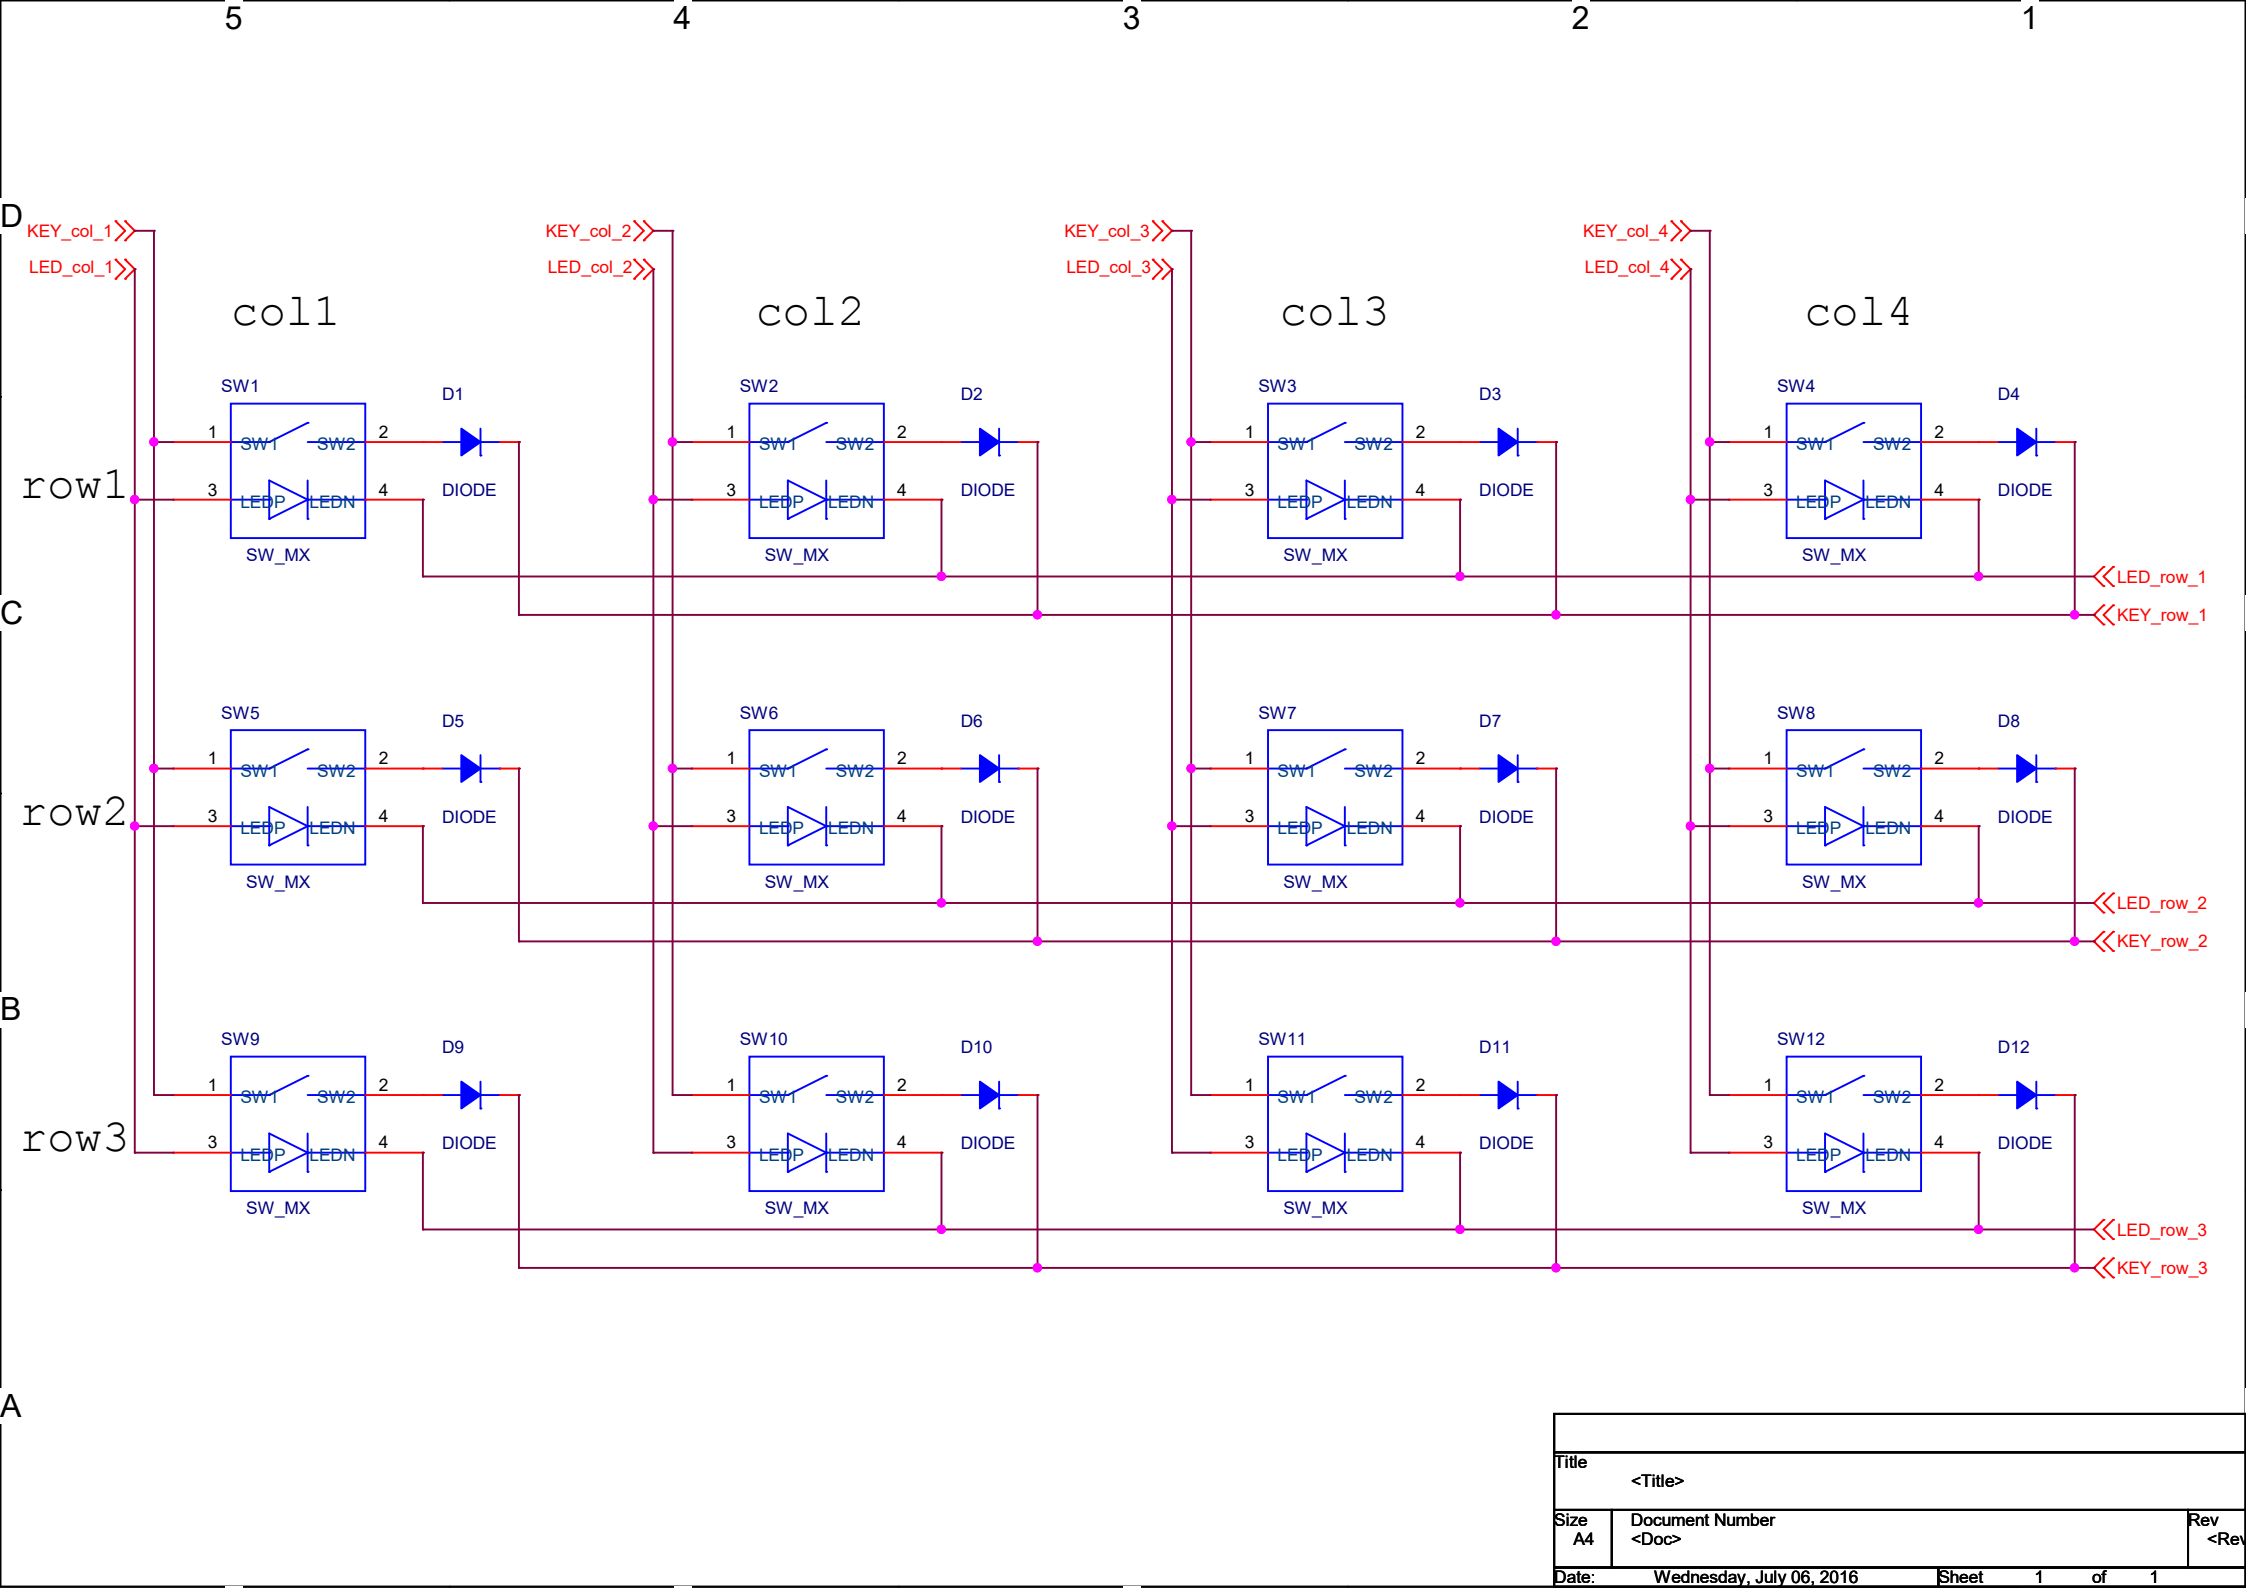 5 4 3 2 1
D
KEY_col_1 KEY_col_2 KEY_col_3 KEY_col_4
LED_col_1 LED_col_2 LED_col_3 LED_col_4
col1 col2 col3 col4
SW1 D1 SW2 D2 SW3 D3 SW4 D4
1 SW1 SW2 2 1 SW1 SW2 2 1 SW1 SW2 2 1 SW1 SW2 2
row1 3 LEDP LEDN 4 DIODE 3 LEDP LEDN 4 DIODE 3 LEDP LEDN 4 DIODE 3 LEDP LEDN 4 DIODE
SW_MX SW_MX SW_MX SW_MX
LED_row_1
C
KEY_row_1
SW5 D5 SW6 D6 SW7 D7 SW8 D8
1 SW1 SW2 2 1 SW1 SW2 2 1 SW1 SW2 2 1 SW1 SW2 2
row2 3 LEDP LEDN 4 DIODE 3 LEDP LEDN 4 DIODE 3 LEDP LEDN 4 DIODE 3 LEDP LEDN 4 DIODE
SW_MX SW_MX SW_MX SW_MX
LED_row_2
KEY_row_2
B
SW9 D9 SW10 D10 SW11 D11 SW12 D12
1 SW1 SW2 2 1 SW1 SW2 2 1 SW1 SW2 2 1 SW1 SW2 2
row3 3 LEDP LEDN 4 DIODE 3 LEDP LEDN 4 DIODE 3 LEDP LEDN 4 DIODE 3 LEDP LEDN 4 DIODE
SW_MX SW_MX SW_MX SW_MX
LED_row_3
KEY_row_3
A
Title
<Title>
Size Document Number Rev
A4 <Doc> <Rev
Date: Wednesday, July 06, 2016 Sheet 1 of 1